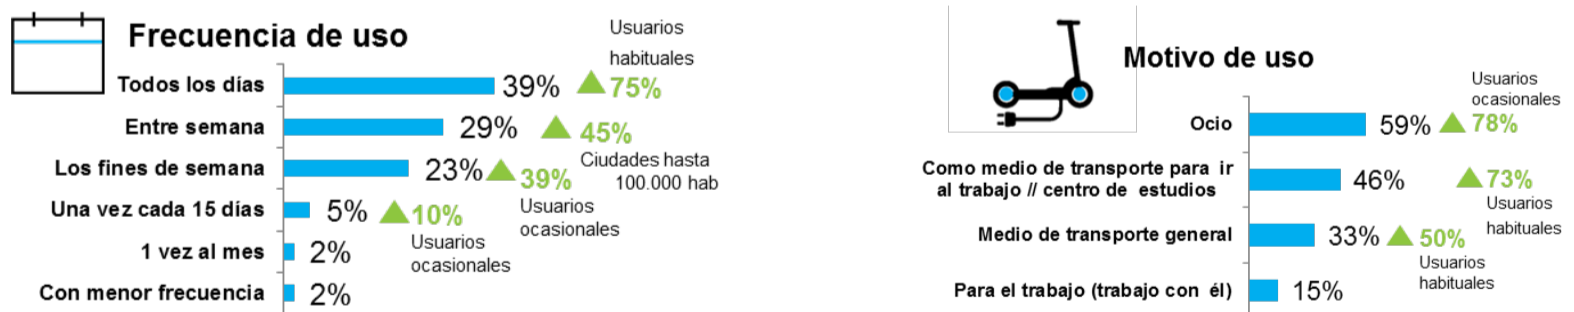 Frecuencia de uso
Usuarios
habituales
Todos los días 39% 75%
Entre semana 29% 45%
Ciudades hasta
100.000 hab
Los fines de semana 23% 39%
Usuarios
ocasionales
Una vez cada 15 días 5% 10%
Usuarios
ocasionales
1 vez al mes 2%
Con menor frecuencia 2%
Motivo de uso
Usuarios
ocasionales
Ocio 59% 78%
Como medio de transporte para ir
al trabajo // centro de estudios
46% 73%
Usuarios
habituales
Medio de transporte general 33% 50%
Usuarios
habituales
Para el trabajo (trabajo con él) 15%